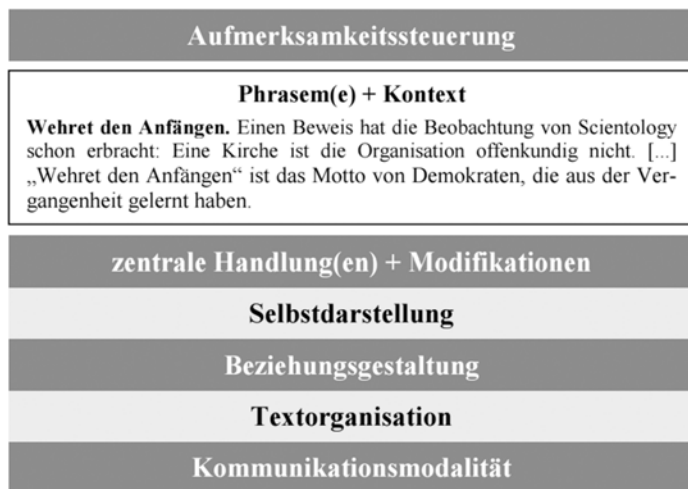 Aufmerksamkeitssteuerung
Phrasem(e) + Kontext
Wehret den Anfängen. Einen Beweis hat die Beobachtung von Scientology
schon erbracht: Eine Kirche ist die Organisation offenkundig nicht. [...]
„Wehret den Anfängen“ ist das Motto von Demokraten, die aus der Ver-
gangenheit gelernt haben.
zentrale Handlung(en) + Modifikationen
Selbstdarstellung
Beziehungsgestaltung
Textorganisation
Kommunikationsmodalität